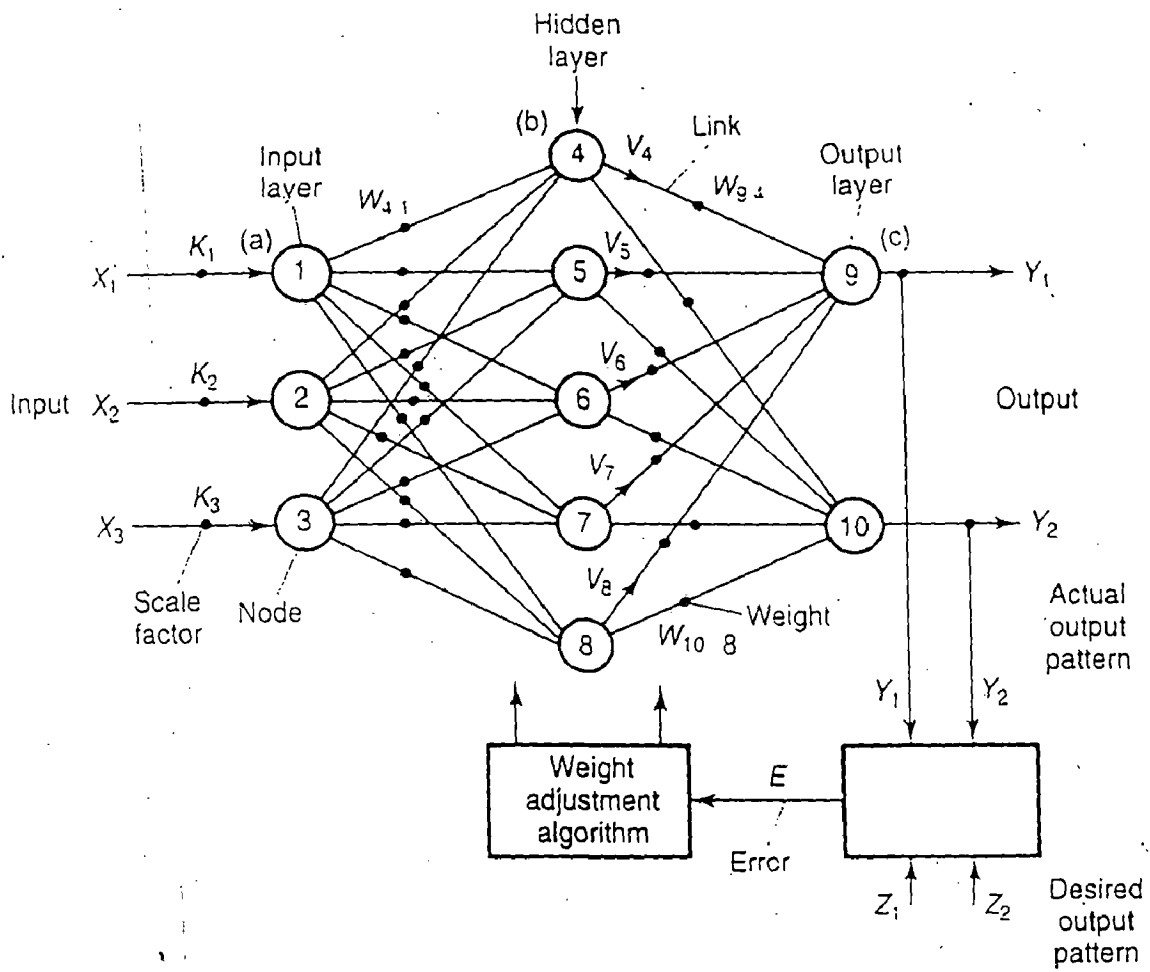 Hidden
layer
(b)
4
V4
Link
Input
layer
Output
layer
W4 1
W9 4
K1
(a)
V5
(c)
X1
1
5
9
Y1
K2
V6
Input
X2
2
6
Output
K3
V7
X3
3
7
10
Y2
V8
Scale
factor
Node
8
Weight
W10 8
Actual
output
pattern
Y1
Y2
Weight
adjustment
algorithm
E
Error
Z1
Z2
Desired
output
pattern